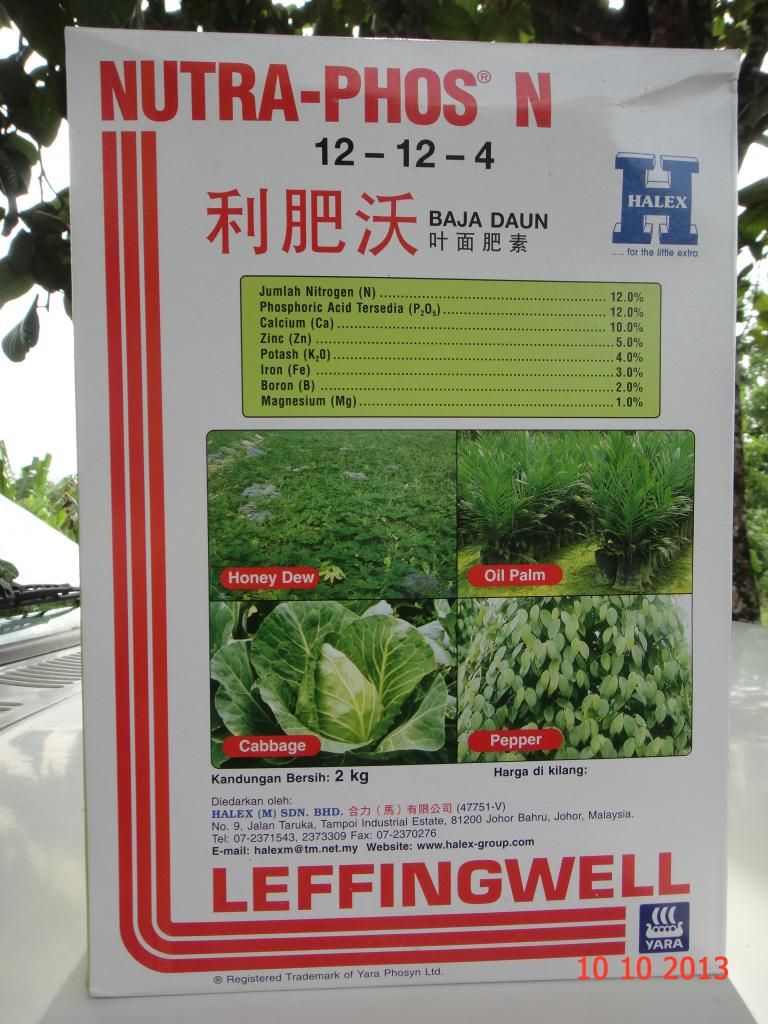 NUTRA-PHOS® N
12 – 12 – 4
利肥沃 BAJA DAUN
叶面肥素
HALEX
..... for the little extra
Jumlah Nitrogen (N) ........ 12.0%
Phosphoric Acid Tersedia (P₂O₅) ........ 12.0%
Calcium (Ca) ........ 10.0%
Zinc (Zn) ........ 5.0%
Potash (K₂O) ........ 4.0%
Iron (Fe) ........ 3.0%
Boron (B) ........ 2.0%
Magnesium (Mg) ........ 1.0%
Honey Dew
Oil Palm
Cabbage
Pepper
Kandungan Bersih: 2 kg
Harga di kilang:
Diedarkan oleh:
HALEX (M) SDN. BHD. 合力（馬）有限公司 (47751-V)
No. 9, Jalan Taruka, Tampoi Industrial Estate, 81200 Johor Bahru, Johor, Malaysia.
Tel: 07-2371543, 2373309 Fax: 07-2370276
E-mail: halexm@tm.net.my Website: www.halex-group.com
LEFFINGWELL
YARA
® Registered Trademark of Yara Phosyn Ltd.
10 10 2013